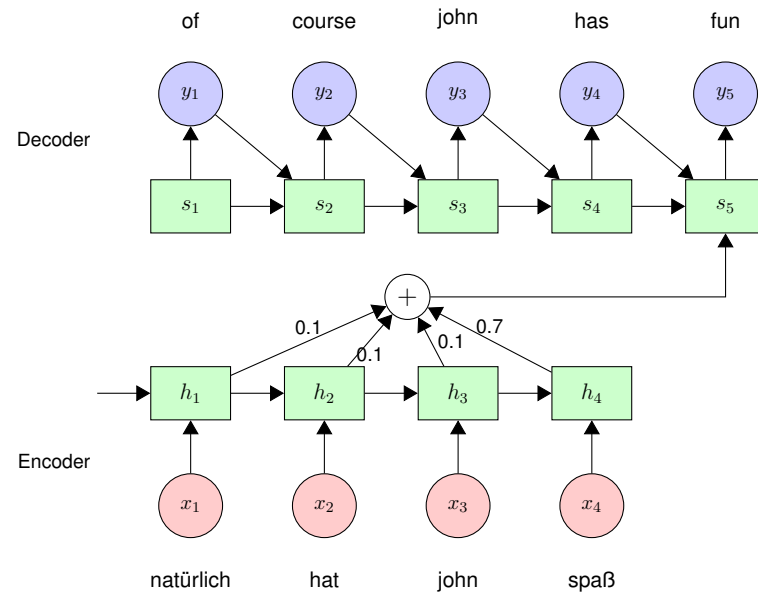 of course john has fun
y₁ y₂ y₃ y₄ y₅
Decoder
s₁ s₂ s₃ s₄ s₅
+
0.1 0.1 0.1 0.7
h₁ h₂ h₃ h₄
Encoder
x₁ x₂ x₃ x₄
natürlich hat john spaß